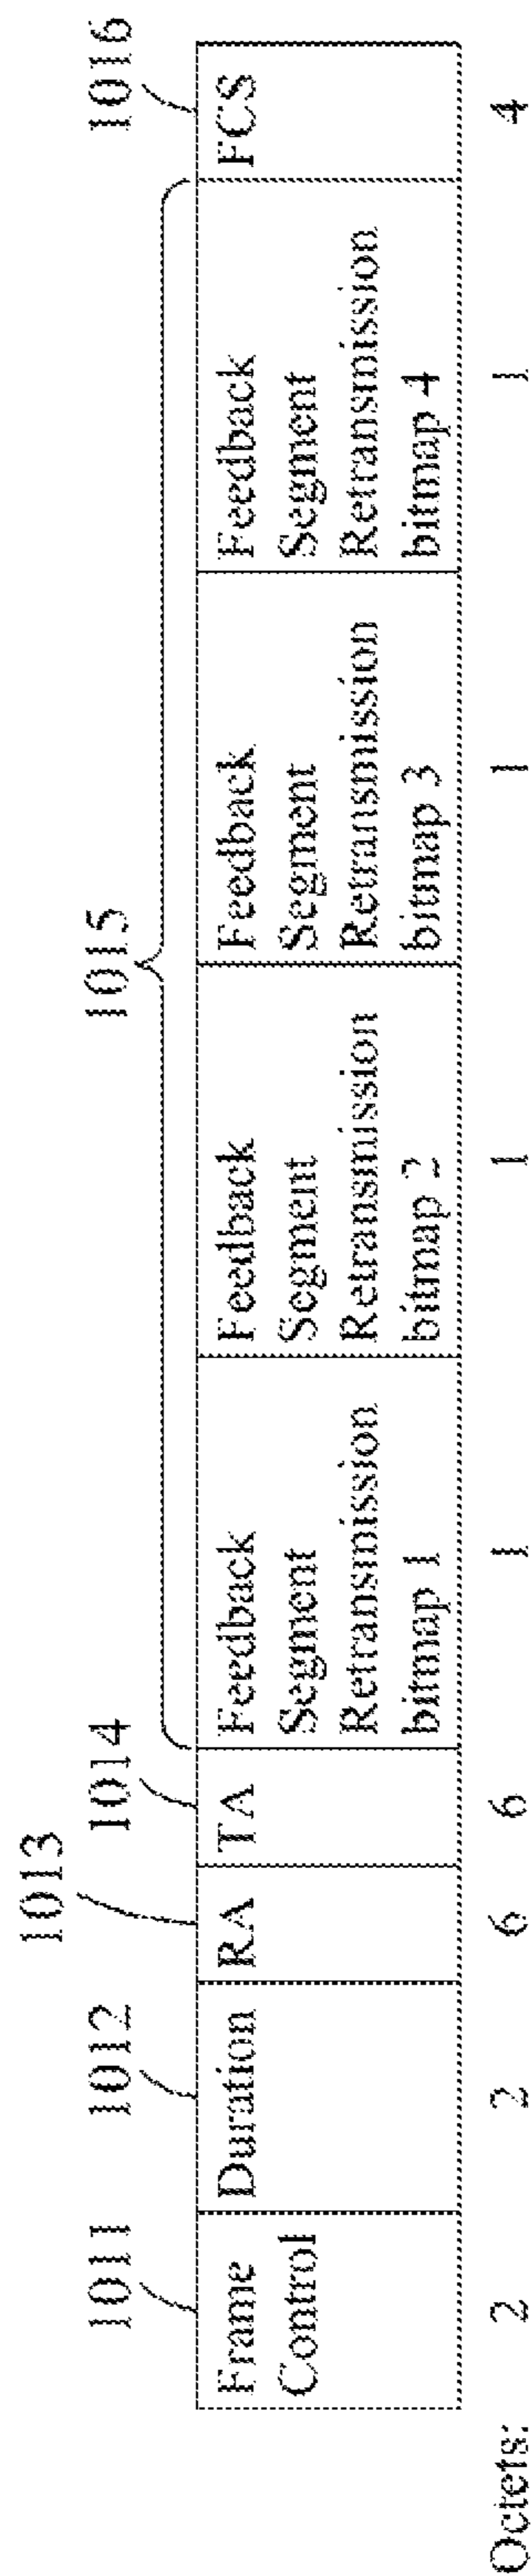 1011
1012
1013
1014
1015
1016
Frame
Control
Duration
RA
TA
Feedback
Segment
Retransmission
bitmap 1
Feedback
Segment
Retransmission
bitmap 2
Feedback
Segment
Retransmission
bitmap 3
Feedback
Segment
Retransmission
bitmap 4
FCS
Octets: 2 2 6 6 1 1 1 1 4